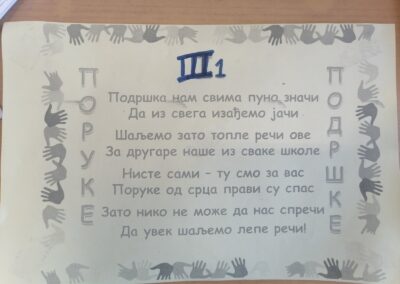 III1
ПОРУКЕ
ПОДРШКЕ
Подршка нам свима пуна значи
Да из свега изађемо јачи
Шаљемо зато топле речи ове
За другаре наше из сваке школе
Нисте сами - ту смо за вас
Поруке од срца прави су спас
Зато нико не може да нас спречи
Да увек шаљемо лепе речи!